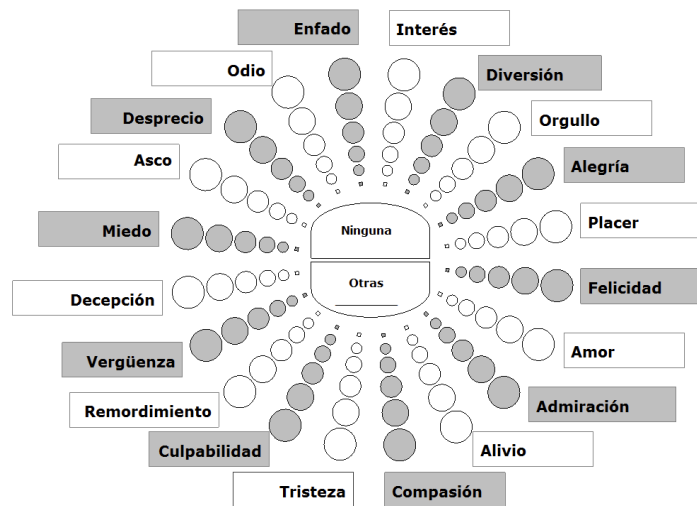 Enfado
Interés
Odio
Diversión
Desprecio
Orgullo
Asco
Alegría
Miedo
Ninguna
Placer
Otras
Decepción
Felicidad
Vergüenza
Amor
Remordimiento
Admiración
Culpabilidad
Alivio
Tristeza
Compasión